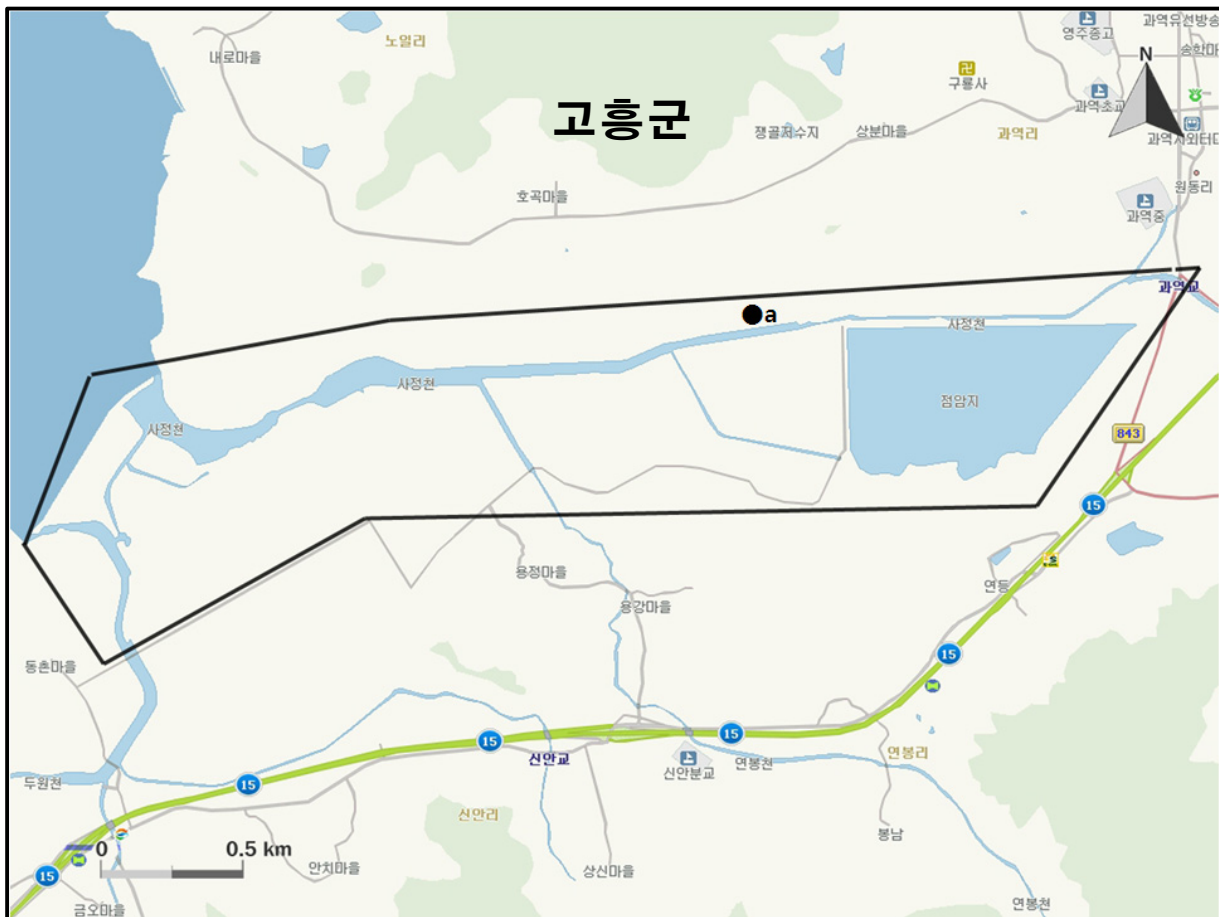 영주중고
과역유선방송
송학마
노일리
내로마을
고흥군
구룡사
N
과역초교
쟁골저수지
상분마을
과역리
과역시외터미
호곡마을
원동리
과역중
과역교
a
사정천
사정천
점암지
사정천
843
15
용정마을
용강마을
연등
동촌마을
15
15
15
신안교
신안분교
연봉천
연봉리
두원천
15
신안리
봉남
0
0.5 km
안치마을
상신마을
15
금오마을
연봉천